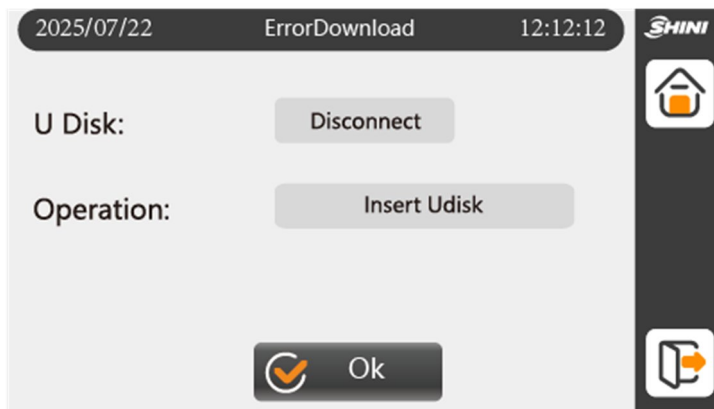 2025/07/22 ErrorDownload 12:12:12 SHINI
U Disk: Disconnect
Operation: Insert Udisk
Ok